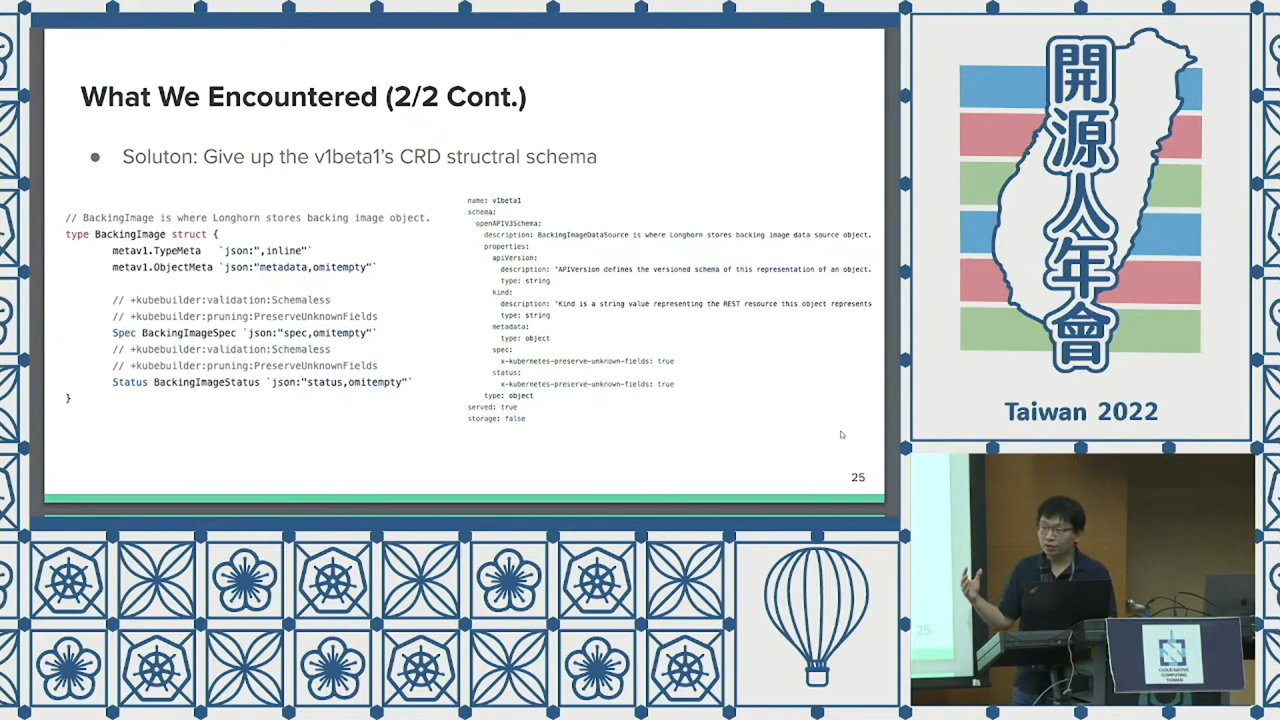 What We Encountered (2/2 Cont.)
● Soluton: Give up the v1beta1's CRD structral schema
// BackingImage is where Longhorn stores backing image object.
type BackingImage struct {
metav1.TypeMeta `json:",inline"`
metav1.ObjectMeta `json:"metadata,omitempty"`
// +kubebuilder:validation:Schemaless
// +kubebuilder:pruning:PreserveUnknownFields
Spec BackingImageSpec `json:"spec,omitempty"`
// +kubebuilder:validation:Schemaless
// +kubebuilder:pruning:PreserveUnknownFields
Status BackingImageStatus `json:"status,omitempty"`
}
name: v1beta1
schema:
openAPIV3Schema:
description: BackingImageDataSource is where Longhorn stores backing image data source object.
properties:
apiVersion:
description: 'APIVersion defines the versioned schema of this representation of an object.
type: string
kind:
description: 'Kind is a string value representing the REST resource this object represents
type: string
metadata:
type: object
spec:
x-kubernetes-preserve-unknown-fields: true
status:
x-kubernetes-preserve-unknown-fields: true
type: object
served: true
storage: false
25
開源人年會
Taiwan 2022
25
CLOUD NATIVE
COMPUTING
TAIWAN